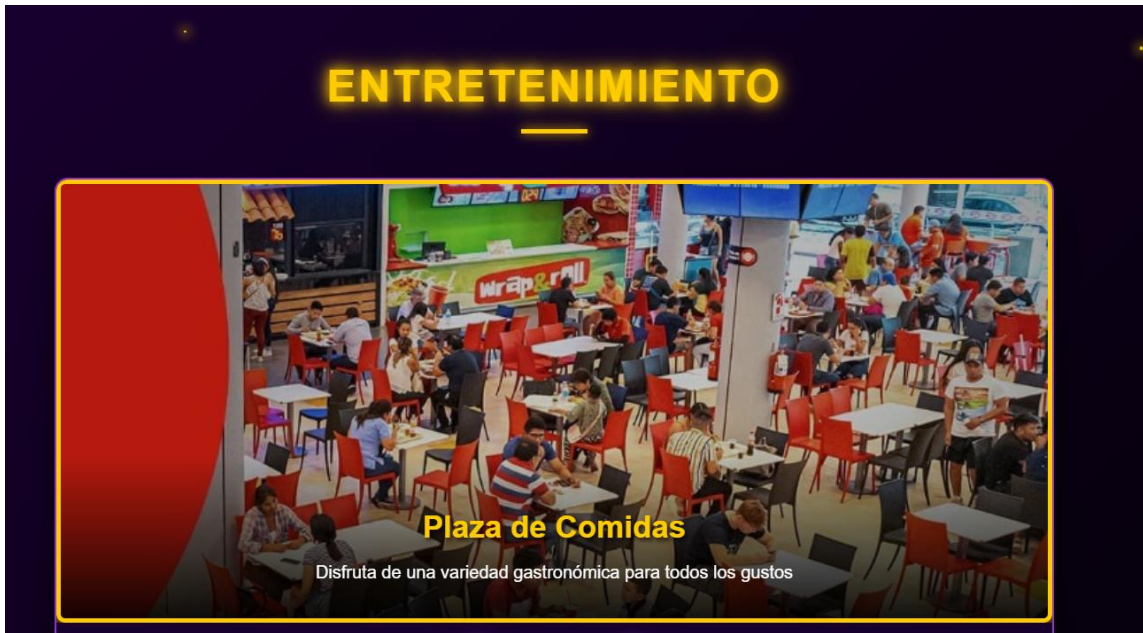 ENTRETENIMIENTO
wrap & roll
Plaza de Comidas
Disfruta de una variedad gastronómica para todos los gustos